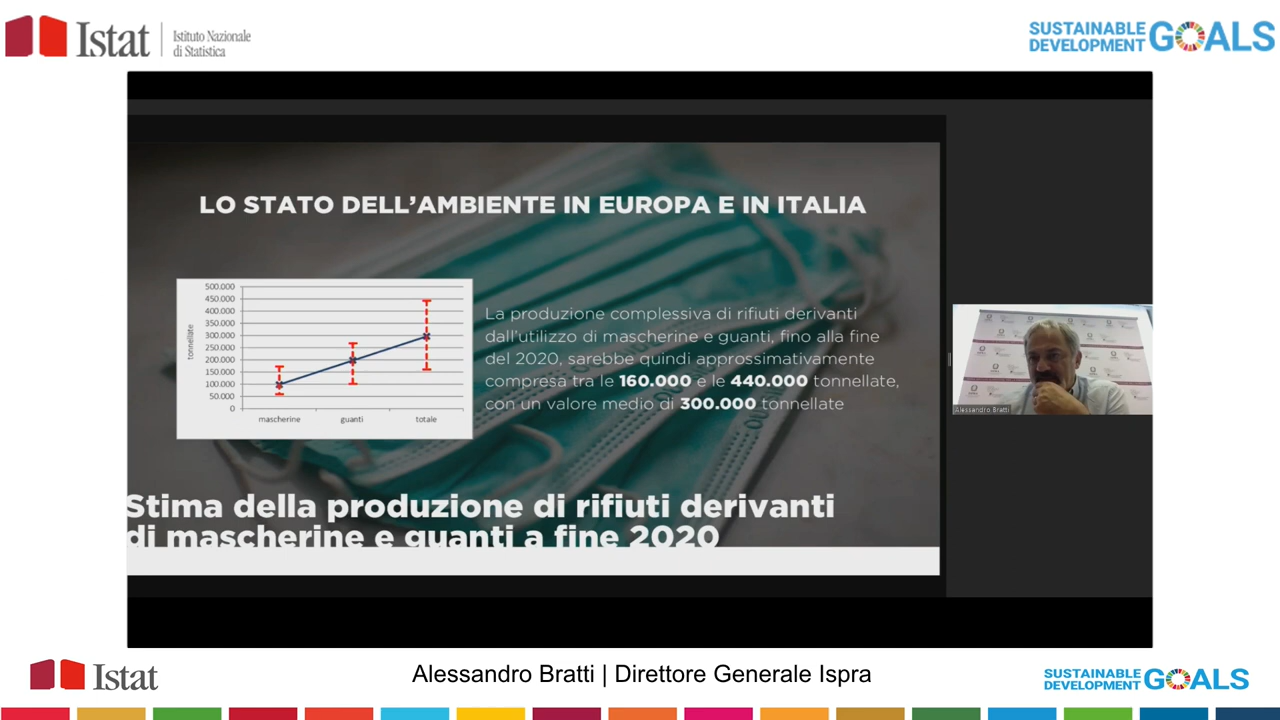 Istat
Istituto Nazionale
di Statistica
SUSTAINABLE
DEVELOPMENT
GOALS
LO STATO DELL'AMBIENTE IN EUROPA E IN ITALIA
tonnellate
500.000
450.000
400.000
350.000
300.000
250.000
200.000
150.000
100.000
50.000
0
mascherine guanti totale
La produzione complessiva di rifiuti derivanti
dall'utilizzo di mascherine e guanti, fino alla fine
del 2020, sarebbe quindi approssimativamente
compresa tra le 160.000 e le 440.000 tonnellate,
con un valore medio di 300.000 tonnellate
Stima della produzione di rifiuti derivanti
di mascherine e guanti a fine 2020
Alessandro Bratti
Istat
Alessandro Bratti | Direttore Generale Ispra
SUSTAINABLE
DEVELOPMENT
GOALS